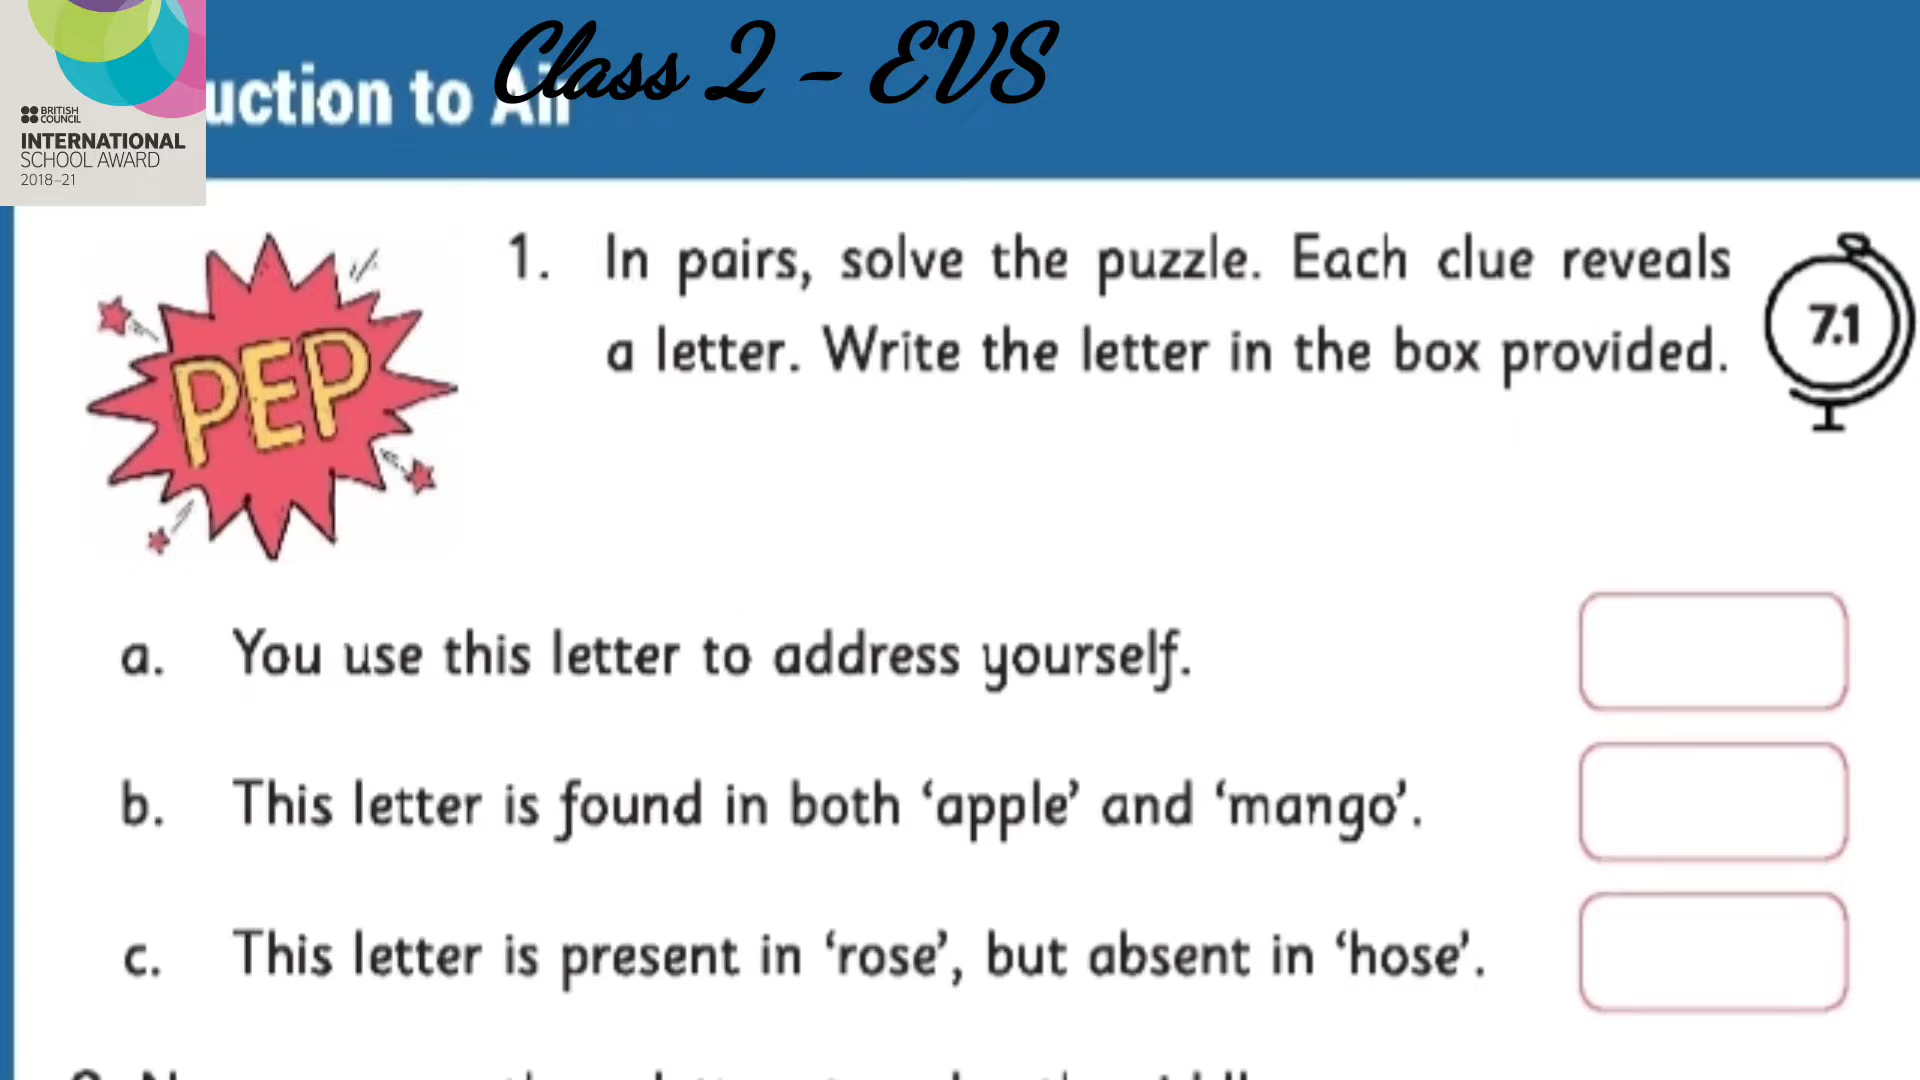 Class 2 - EVS
uction to Air
BRITISH
COUNCIL
INTERNATIONAL
SCHOOL AWARD
2018–21
PEP
1. In pairs, solve the puzzle. Each clue reveals
a letter. Write the letter in the box provided.
7.1
a. You use this letter to address yourself.
b. This letter is found in both ‘apple’ and ‘mango’.
c. This letter is present in ‘rose’, but absent in ‘hose’.